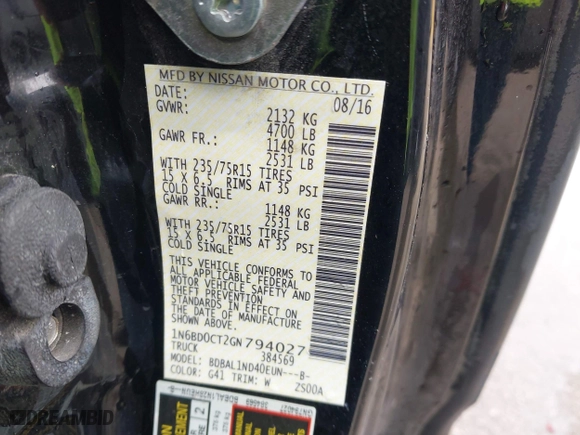 MFD BY NISSAN MOTOR CO., LTD.
DATE: 08/16
GVWR: 2132 KG
4700 LB
GAWR FR.: 1148 KG
2531 LB
WITH 235/75R15 TIRES
15 X 6.5 RIMS AT 35 PSI
COLD SINGLE
GAWR RR.: 1148 KG
2531 LB
WITH 235/75R15 TIRES
15 X 6.5 RIMS AT 35 PSI
COLD SINGLE
THIS VEHICLE CONFORMS TO
ALL APPLICABLE FEDERAL
MOTOR VEHICLE SAFETY AND
THEFT PREVENTION
STANDARDS IN EFFECT ON
THE DATE OF MANUFACTURE
SHOWN ABOVE.
1N6BD0CT2GN794027
TRUCK 384569
MODEL: BDBAL1ND40EUN---B-
COLOR: G41 TRIM: W ZS00A
DREAMBID